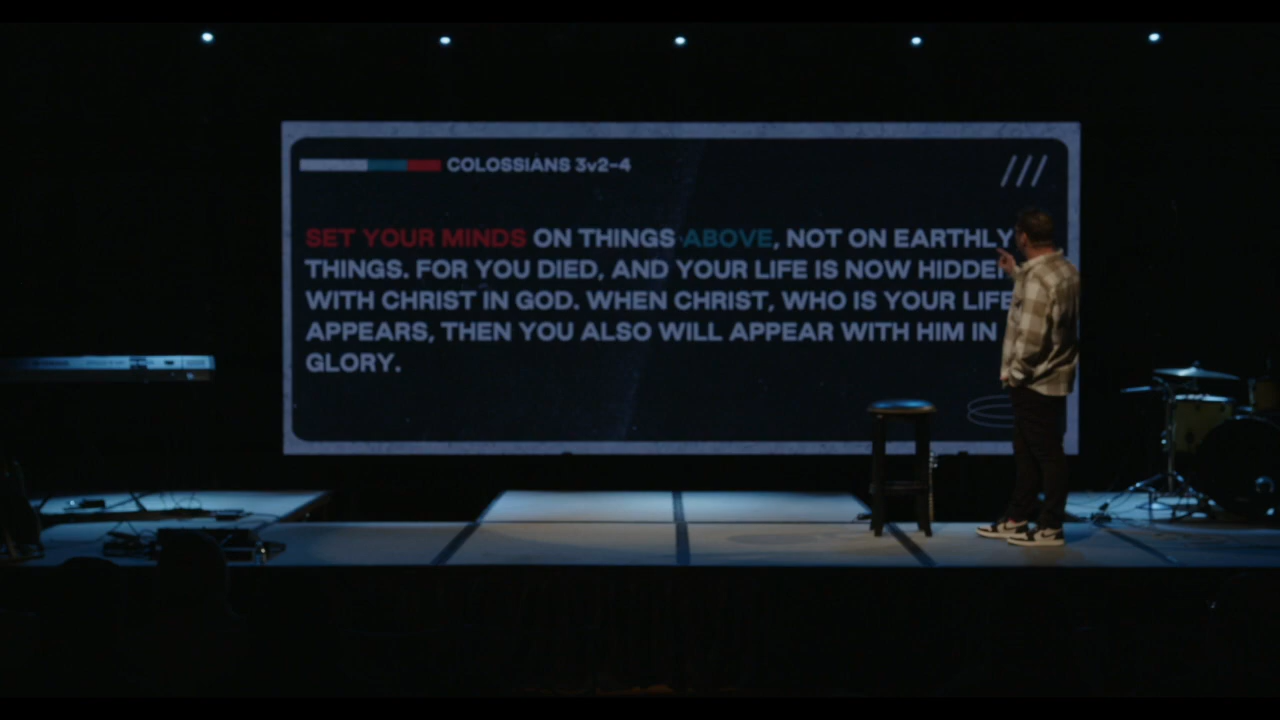 COLOSSIANS 3v2-4
SET YOUR MINDS ON THINGS ABOVE, NOT ON EARTHLY
THINGS. FOR YOU DIED, AND YOUR LIFE IS NOW HIDDEN
WITH CHRIST IN GOD. WHEN CHRIST, WHO IS YOUR LIFE
APPEARS, THEN YOU ALSO WILL APPEAR WITH HIM IN
GLORY.